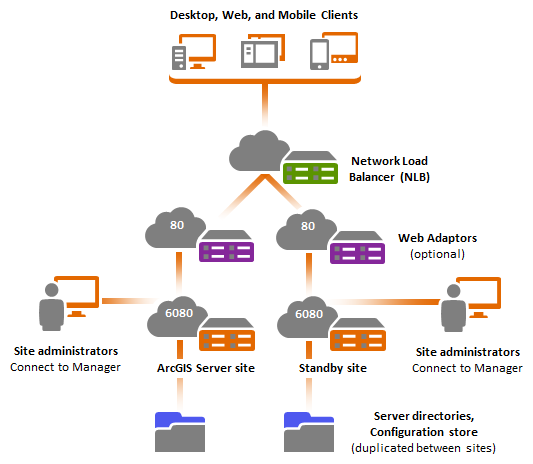 Desktop, Web, and Mobile Clients
Network Load
Balancer (NLB)
80
80
Web Adaptors
(optional)
6080
6080
Site administrators
Connect to Manager
ArcGIS Server site
Standby site
Site administrators
Connect to Manager
Server directories,
Configuration store
(duplicated between sites)